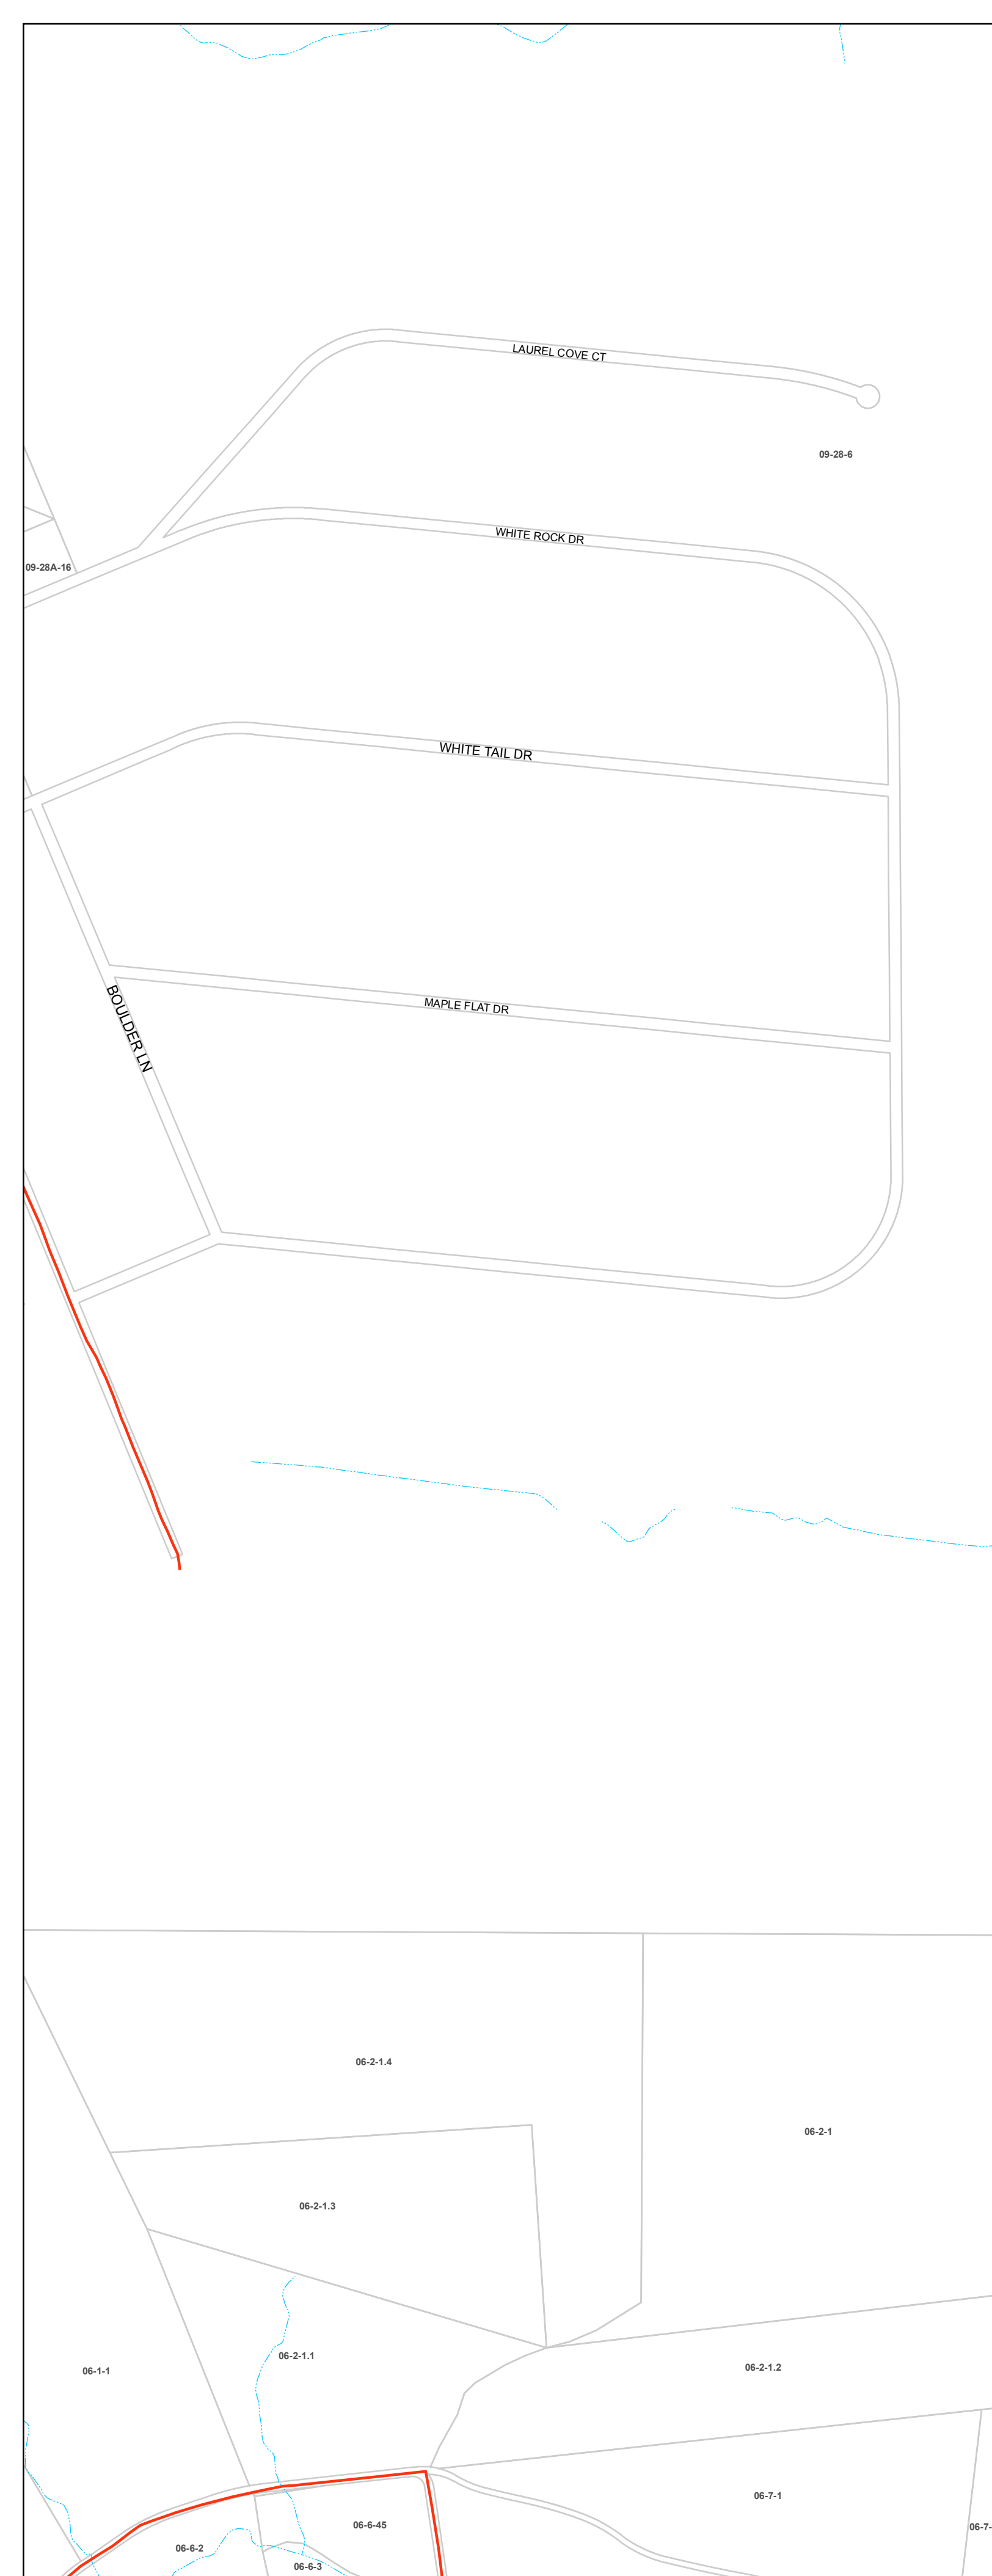 LAUREL COVE CT
09-28-6
WHITE ROCK DR
09-28A-16
WHITE TAIL DR
MAPLE FLAT DR
BOULDER LN
06-2-1.4
06-2-1
06-2-1.3
06-2-1.1
06-2-1.2
06-1-1
06-7-1
06-6-45
06-7-
06-6-2
06-6-3